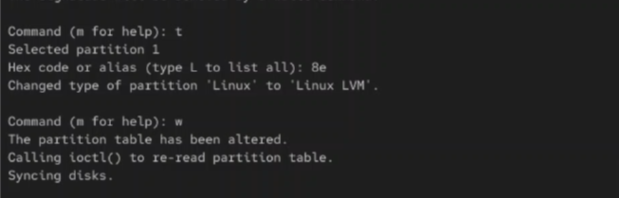 Command (m for help): t
Selected partition 1
Hex code or alias (type L to list all): 8e
Changed type of partition 'Linux' to 'Linux LVM'.
Command (m for help): w
The partition table has been altered.
Calling ioctl() to re-read partition table.
Syncing disks.